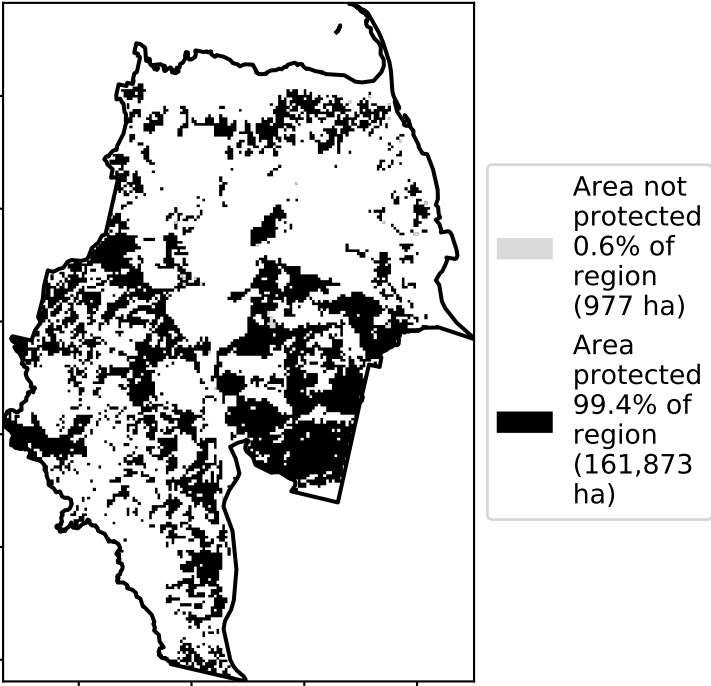 Area not
protected
0.6% of
region
(977 ha)
Area
protected
99.4% of
region
(161,873
ha)